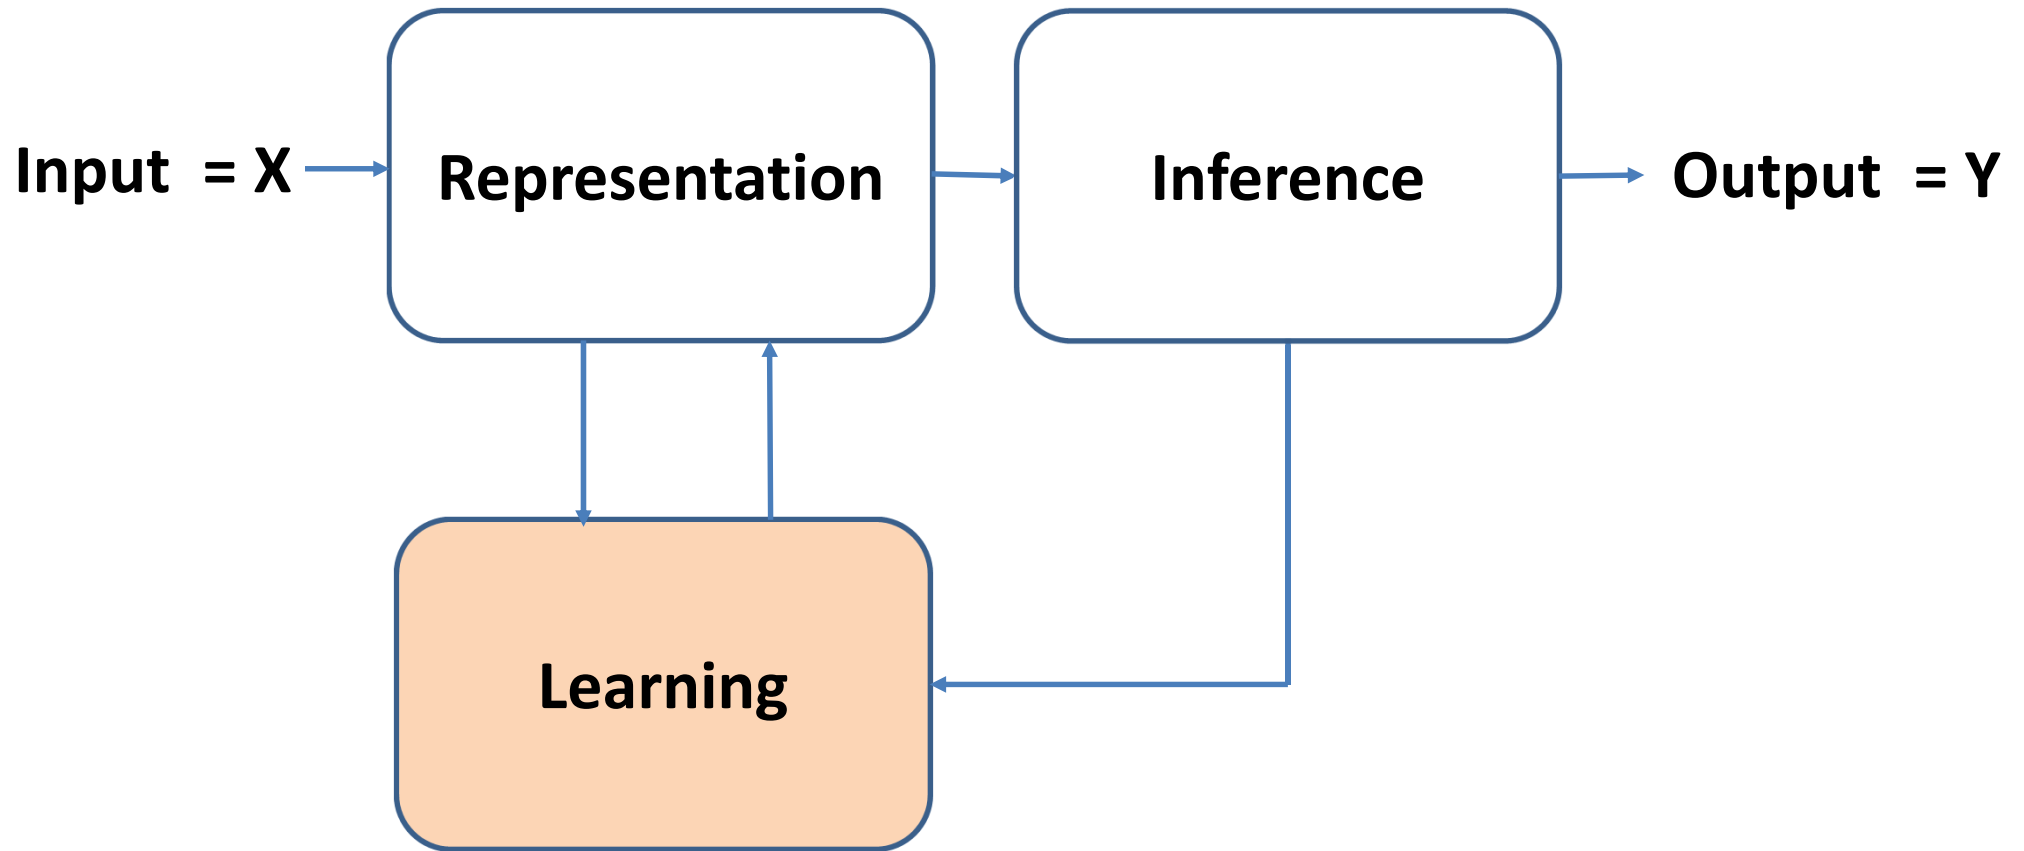 Input = X
Representation
Inference
Output = Y
Learning